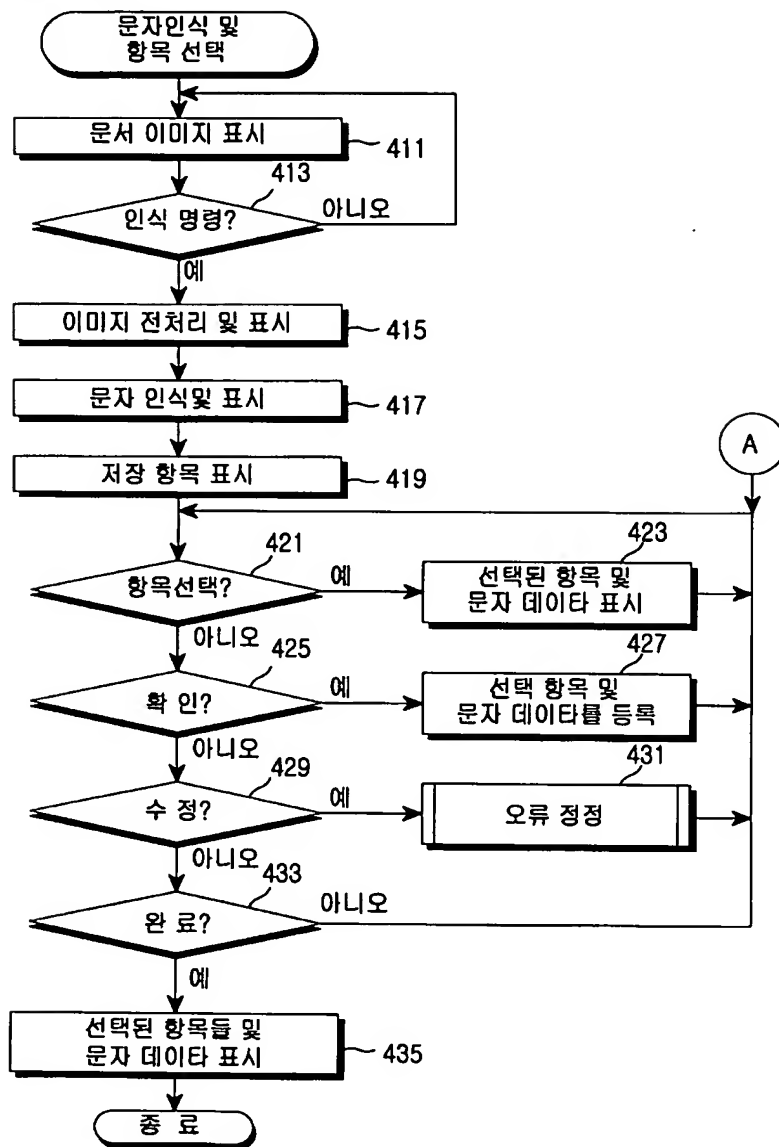 문자인식 및
항목 선택
문서 이미지 표시
411
413
인식 명령?
아니오
예
이미지 전처리 및 표시
415
문자 인식및 표시
417
A
저장 항목 표시
419
421
423
항목선택?
예
선택된 항목 및
문자 데이타 표시
아니오
425
427
확 인?
예
선택 항목 및
문자 데이타를 등록
아니오
429
431
수 정?
예
오류 정정
아니오
433
완 료?
아니오
예
선택된 항목들 및
문자 데이타 표시
435
종 료